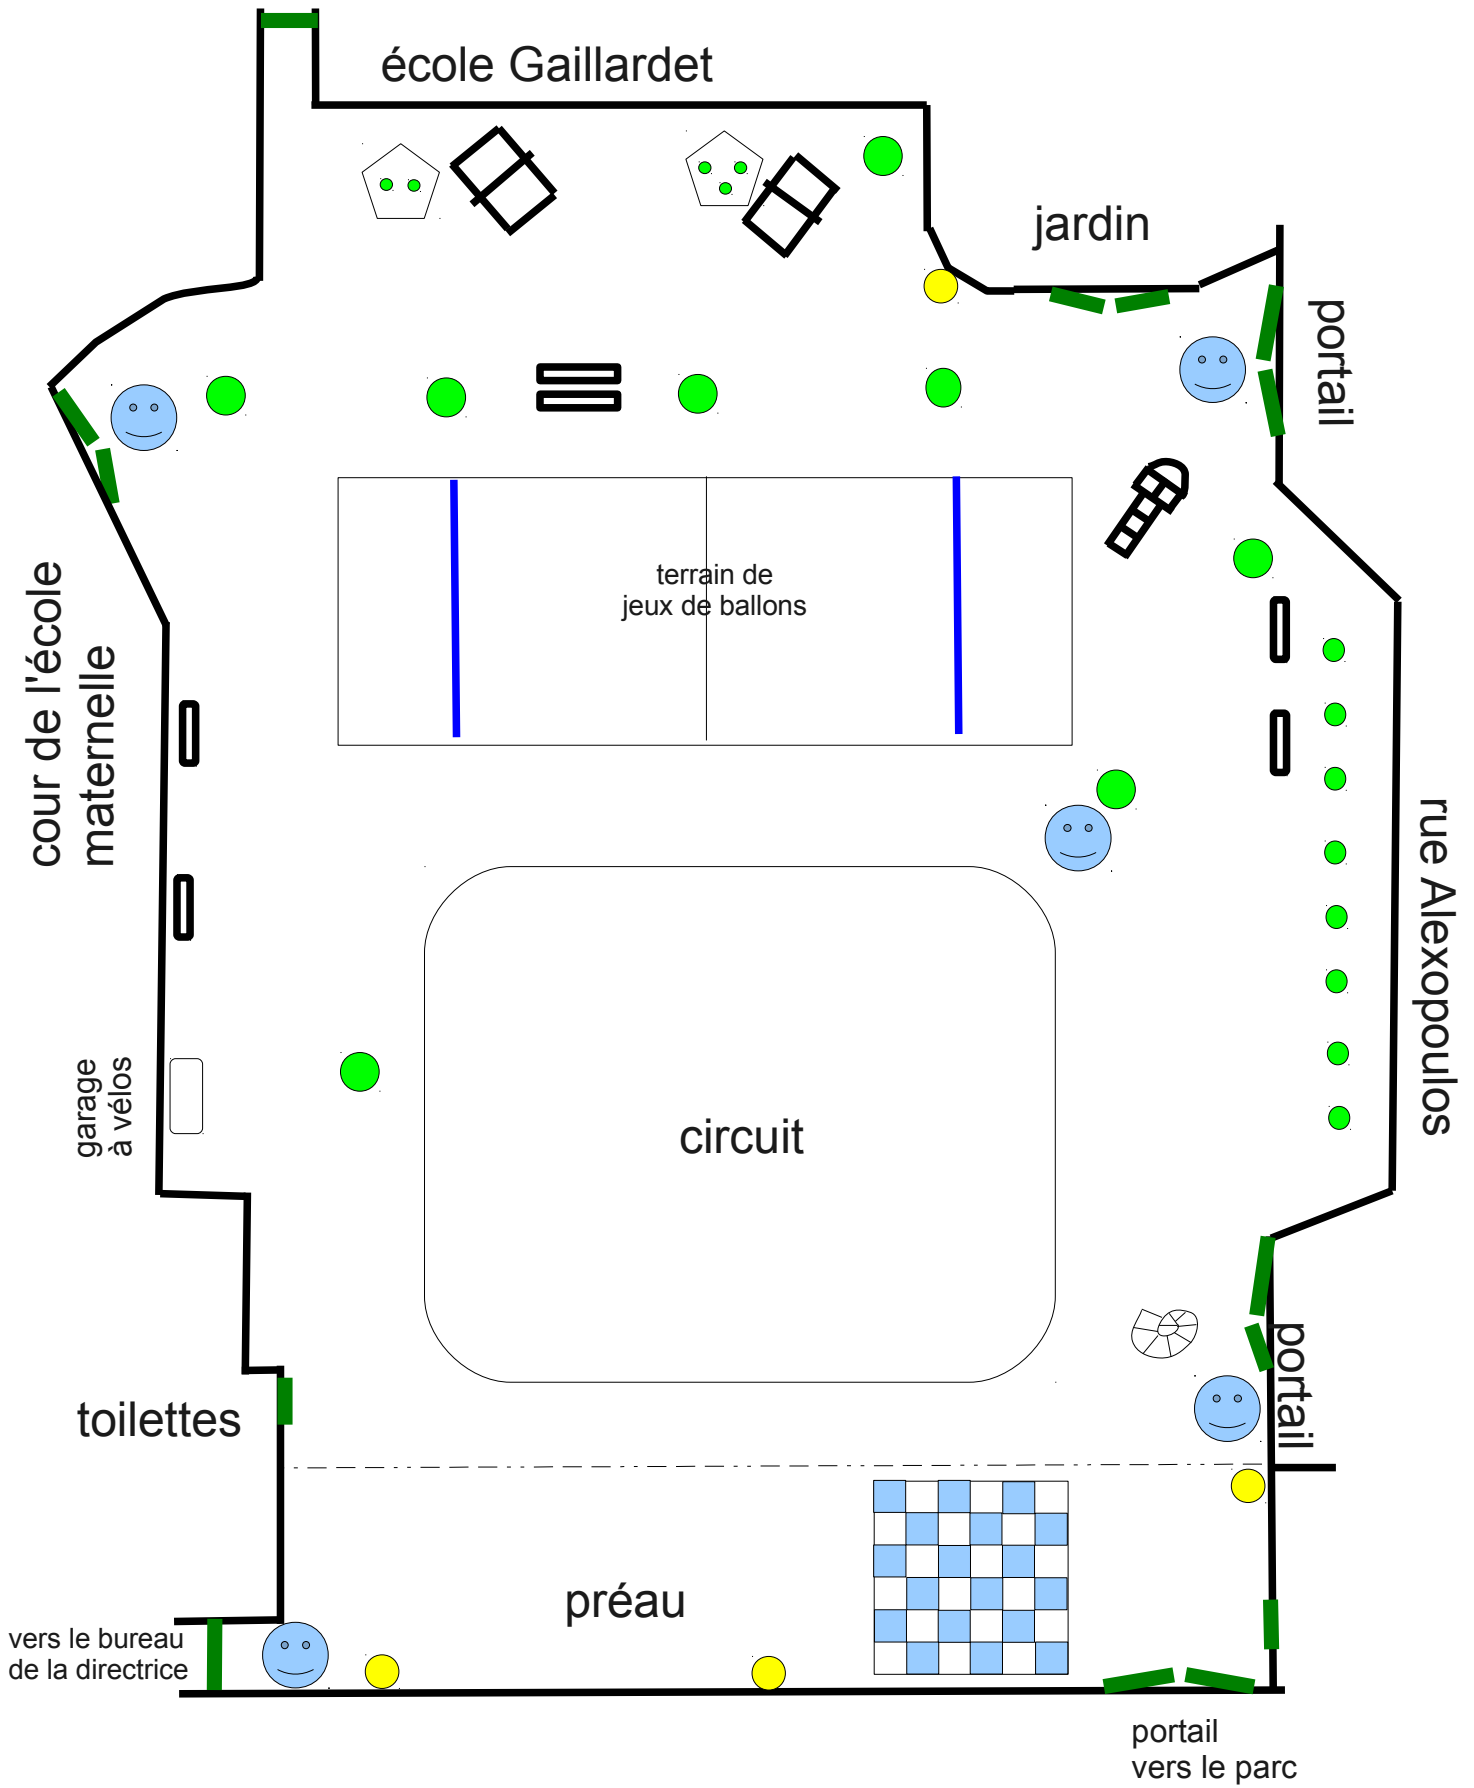 école Gaillardet
jardin
portail
terrain de
jeux de ballons
cour de l'école
maternelle
rue Alexopoulos
garage
à vélos
circuit
portail
toilettes
préau
vers le bureau
de la directrice
portail
vers le parc